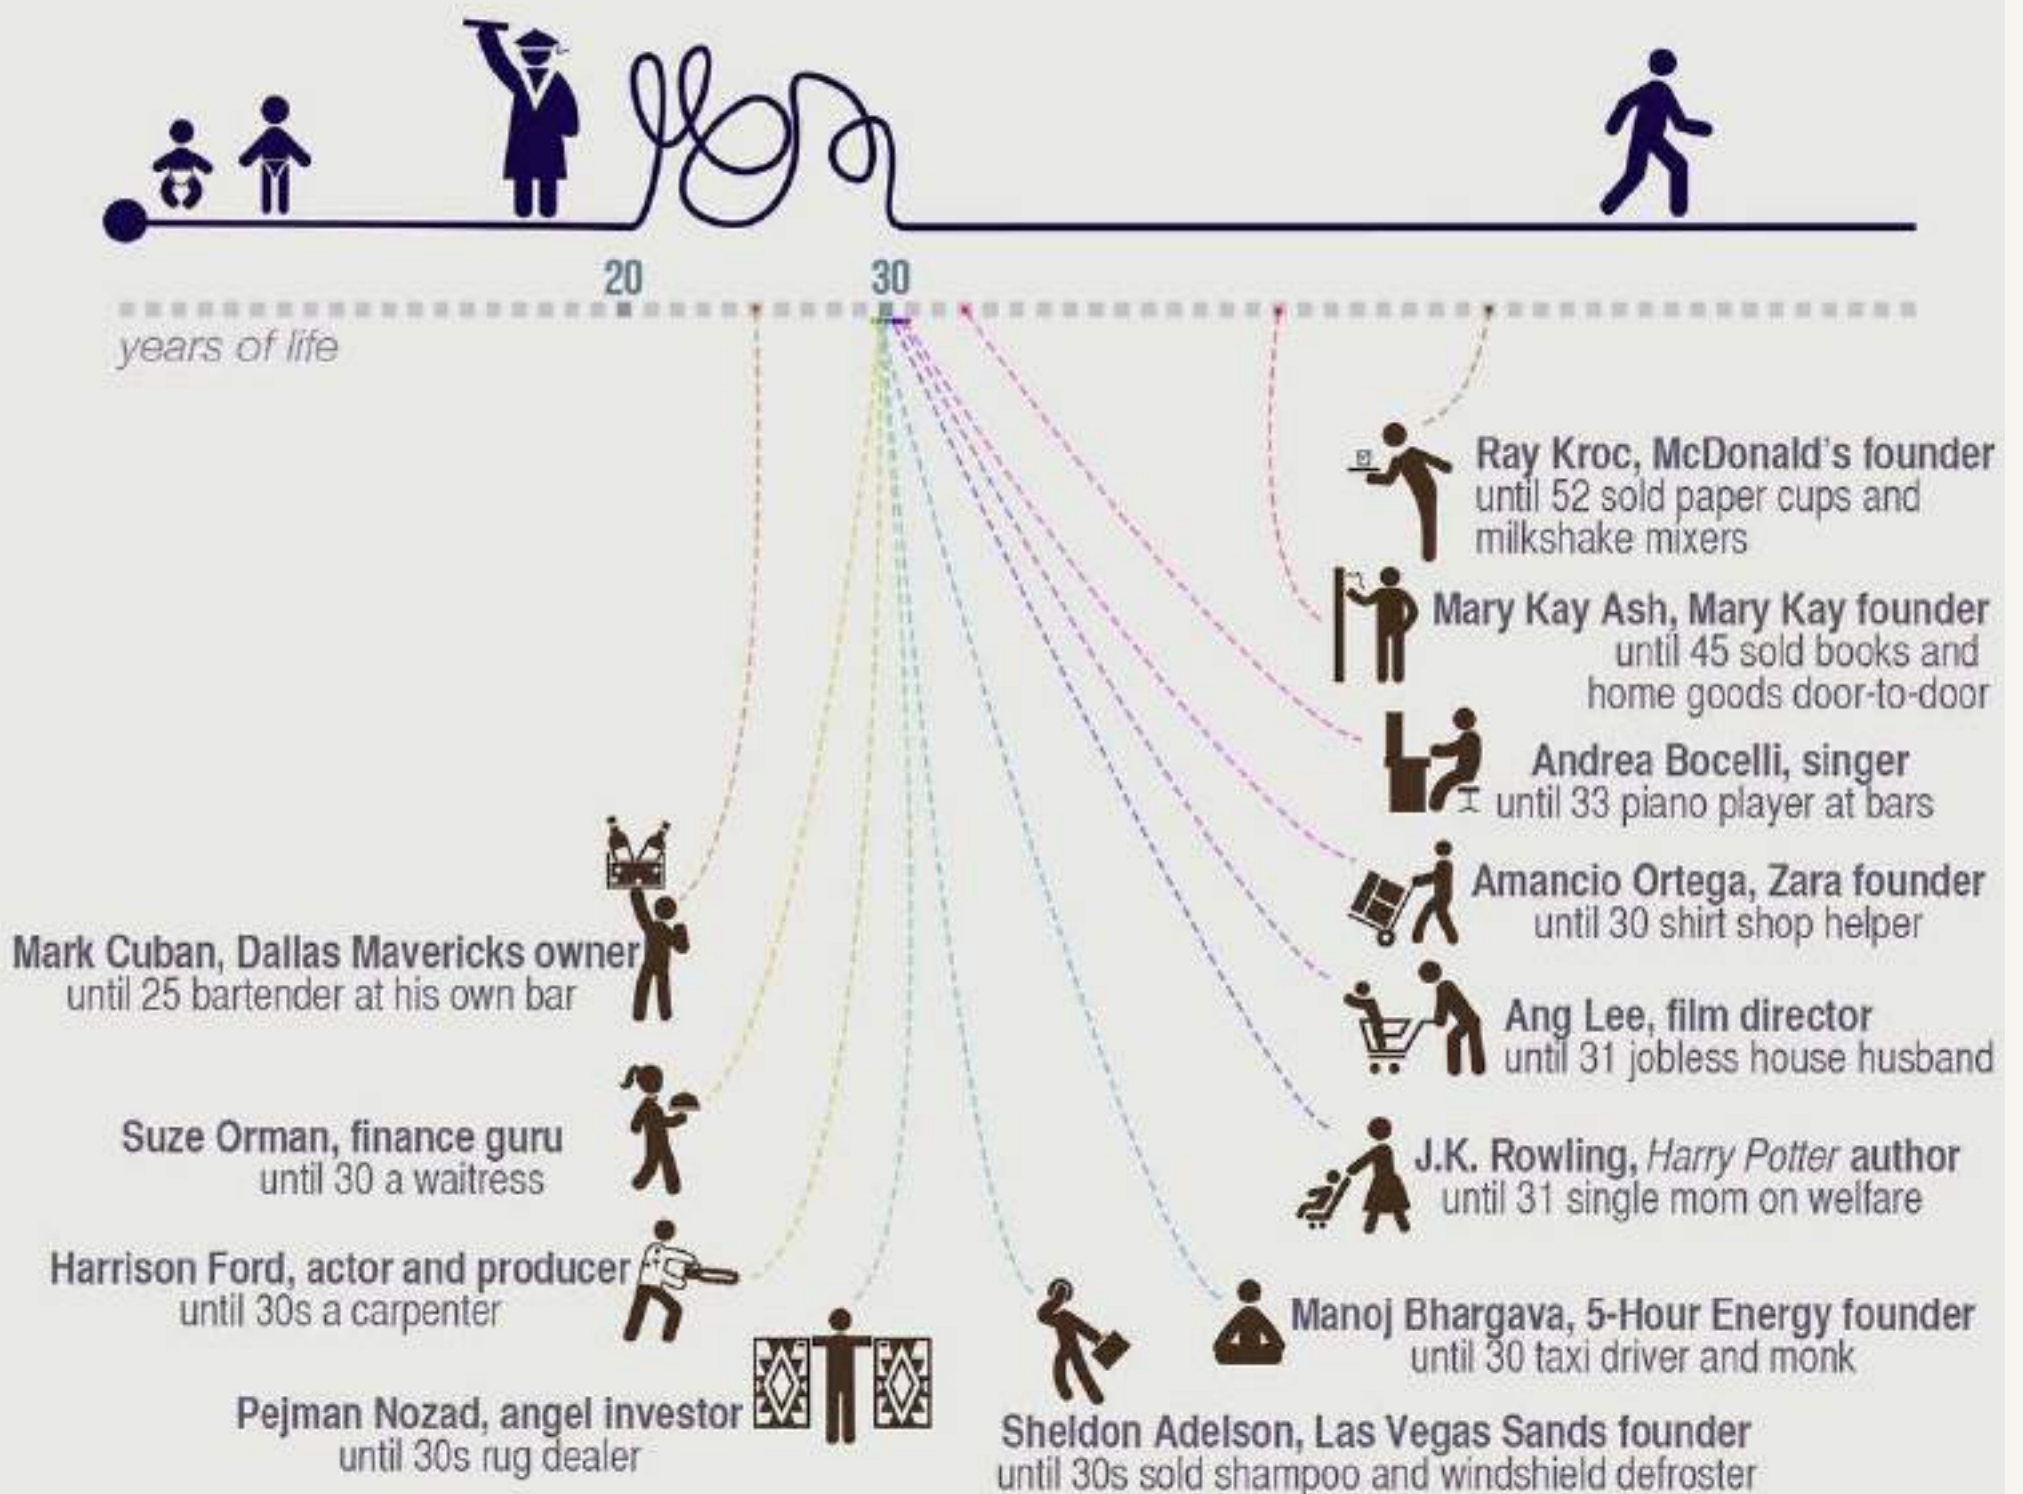 20
30
years of life
Ray Kroc, McDonald's founder
until 52 sold paper cups and
milkshake mixers
Mary Kay Ash, Mary Kay founder
until 45 sold books and
home goods door-to-door
Andrea Bocelli, singer
until 33 piano player at bars
Amancio Ortega, Zara founder
until 30 shirt shop helper
Ang Lee, film director
until 31 jobless house husband
J.K. Rowling, Harry Potter author
until 31 single mom on welfare
Manoj Bhargava, 5-Hour Energy founder
until 30 taxi driver and monk
Sheldon Adelson, Las Vegas Sands founder
until 30s sold shampoo and windshield defroster
Mark Cuban, Dallas Mavericks owner
until 25 bartender at his own bar
Suze Orman, finance guru
until 30 a waitress
Harrison Ford, actor and producer
until 30s a carpenter
Pejman Nozad, angel investor
until 30s rug dealer